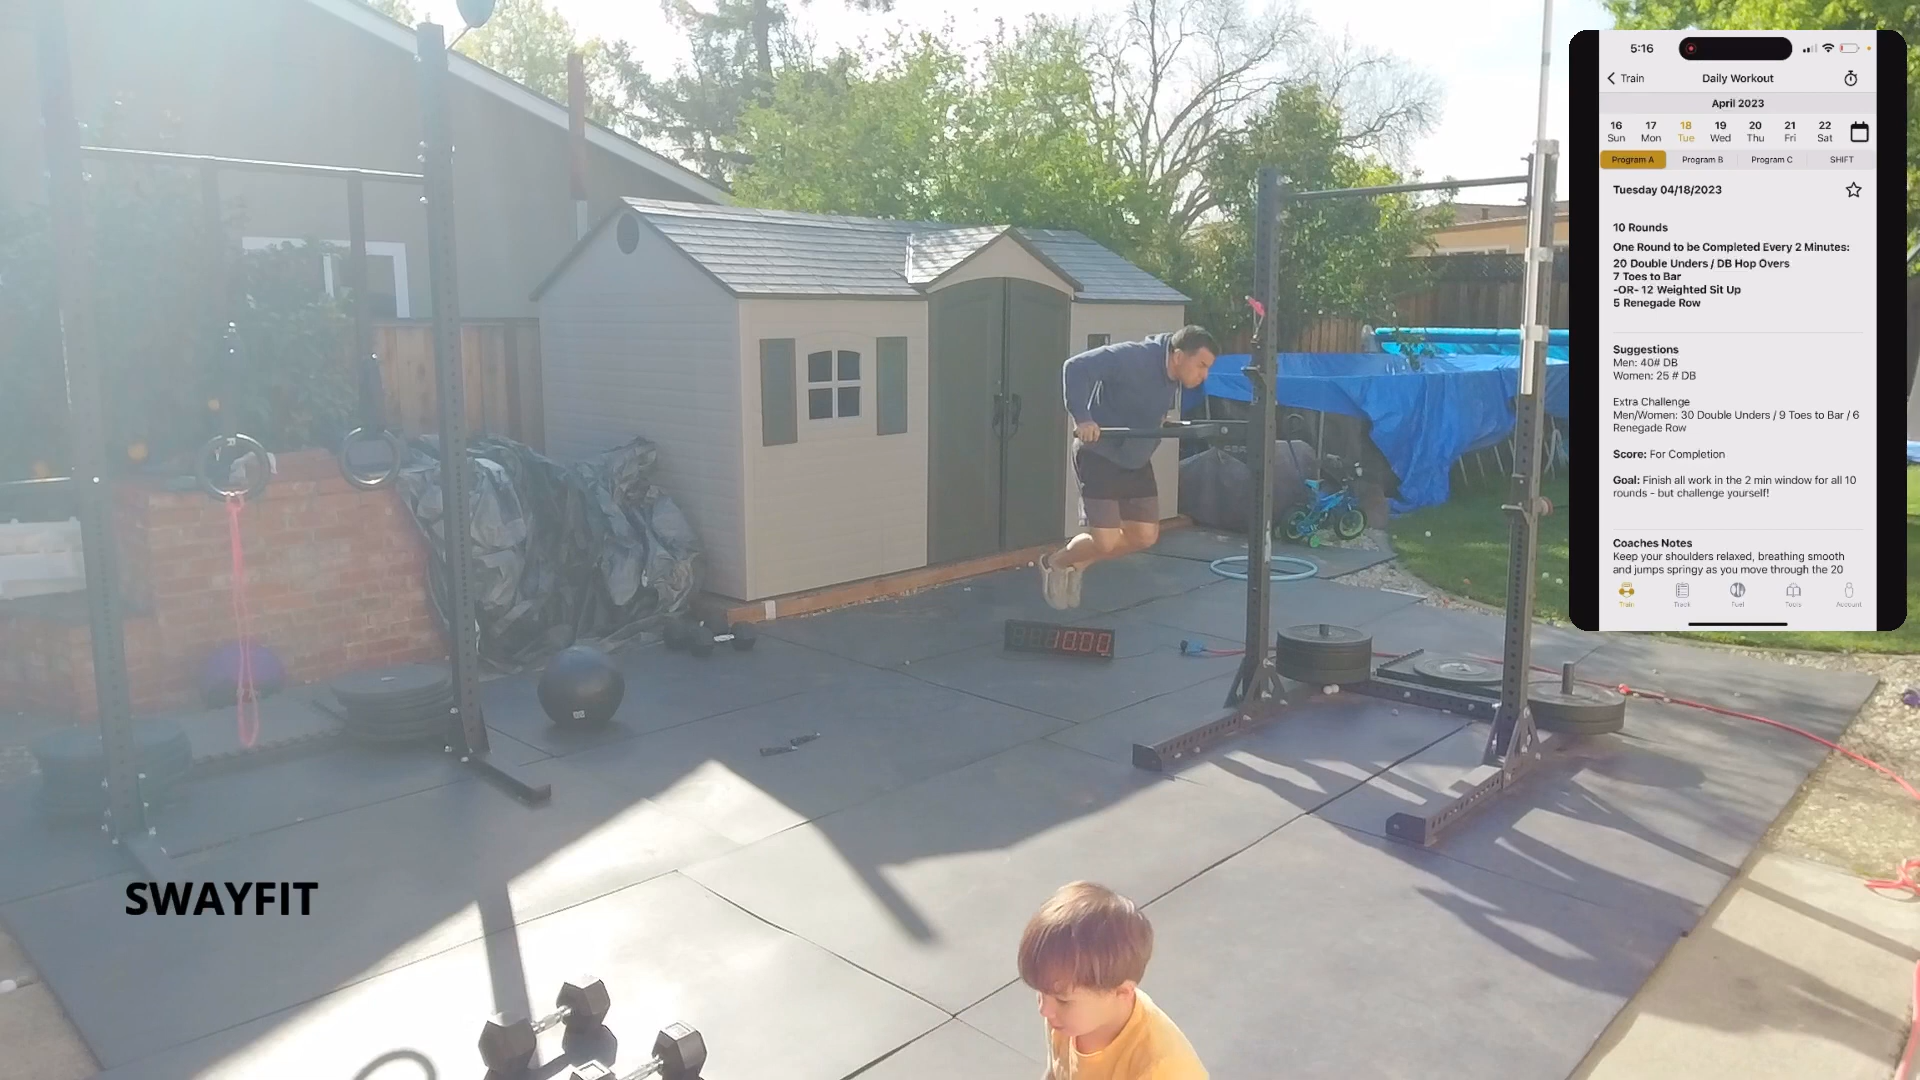 5:16
Train
Daily Workout
April 2023
16 17 18 19 20 21 22
Sun Mon Tue Wed Thu Fri Sat
Program A Program B Program C SHIFT
Tuesday 04/18/2023
10 Rounds
One Round to be Completed Every 2 Minutes:
20 Double Unders / DB Hop Overs
7 Toes to Bar
-OR- 12 Weighted Sit Up
5 Renegade Row
Suggestions
Men: 40# DB
Women: 25 # DB
Extra Challenge
Men/Women: 30 Double Unders / 9 Toes to Bar / 6
Renegade Row
Score: For Completion
Goal: Finish all work in the 2 min window for all 10
rounds - but challenge yourself!
Coaches Notes
Keep your shoulders relaxed, breathing smooth
and jumps springy as you move through the 20
Train Track Fuel Tools Account
10:00
SWAYFIT